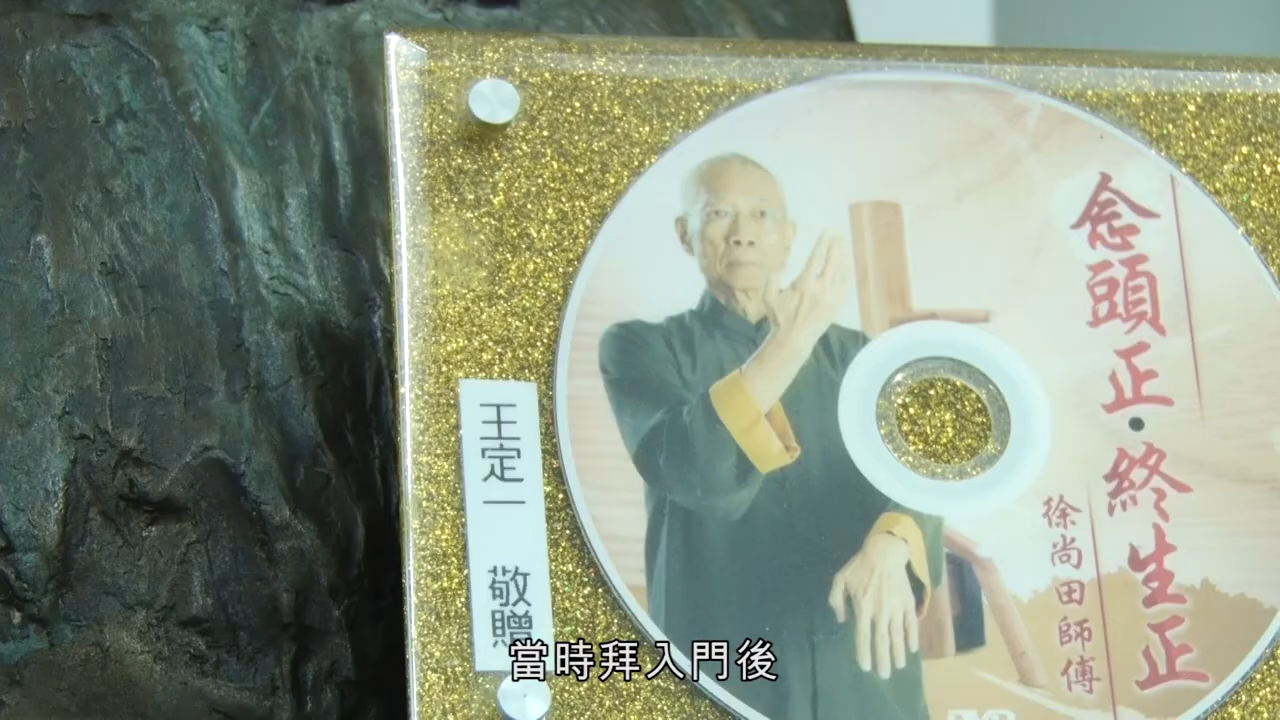 念頭正·終生正
徐尚田師傅
王定一 敬贈
當時拜入門後